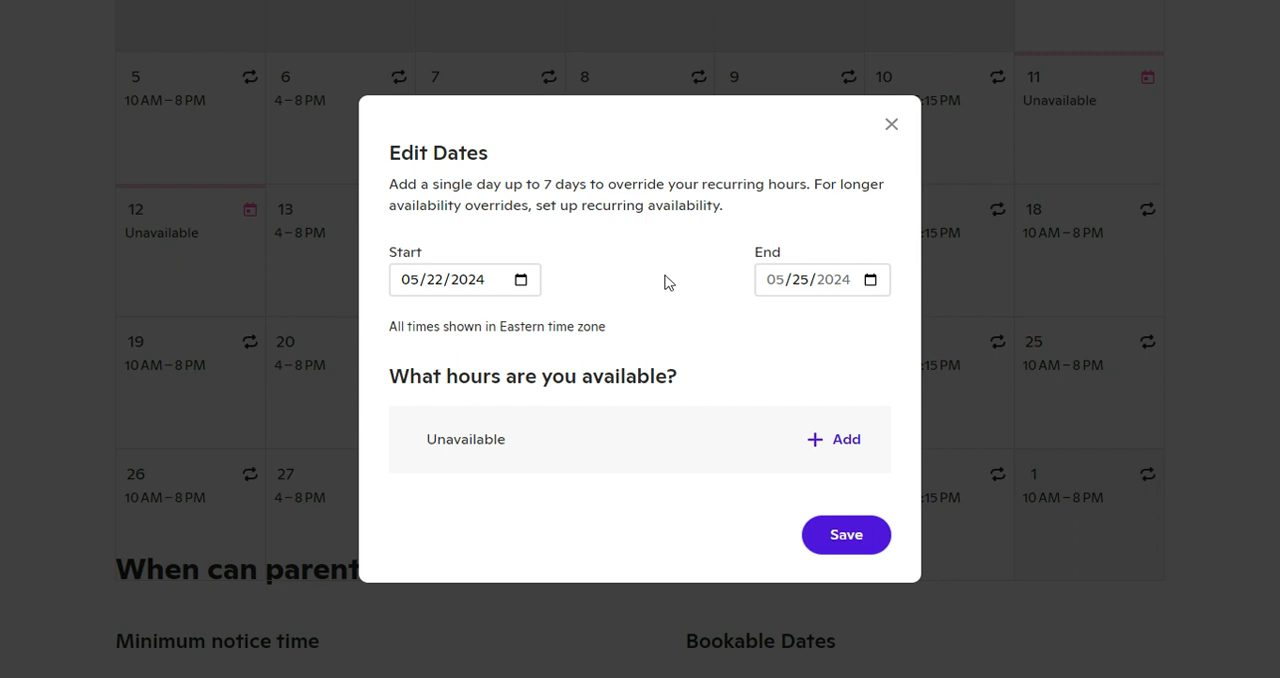 5
6
7
8
9
10
11
10 AM – 8 PM
4 – 8 PM
:15 PM
Unavailable
Edit Dates
Add a single day up to 7 days to override your recurring hours. For longer
availability overrides, set up recurring availability.
12
13
18
Unavailable
4 – 8 PM
:15 PM
10 AM – 8 PM
Start
End
05/22/2024
05/25/2024
All times shown in Eastern time zone
19
20
25
10 AM – 8 PM
4 – 8 PM
:15 PM
10 AM – 8 PM
What hours are you available?
Unavailable
+ Add
26
27
1
10 AM – 8 PM
4 – 8 PM
:15 PM
10 AM – 8 PM
Save
When can parent
Minimum notice time
Bookable Dates